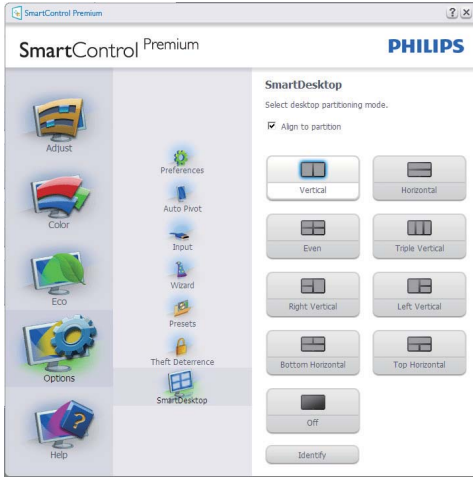 SmartControl Premium
SmartControl Premium
PHILIPS
Adjust
Color
Eco
Options
Help
Preferences
Auto Pivot
Input
Wizard
Presets
Theft Deterrence
SmartDesktop
SmartDesktop
Select desktop partitioning mode.
Align to partition
Vertical
Horizontal
Even
Triple Vertical
Right Vertical
Left Vertical
Bottom Horizontal
Top Horizontal
Off
Identify